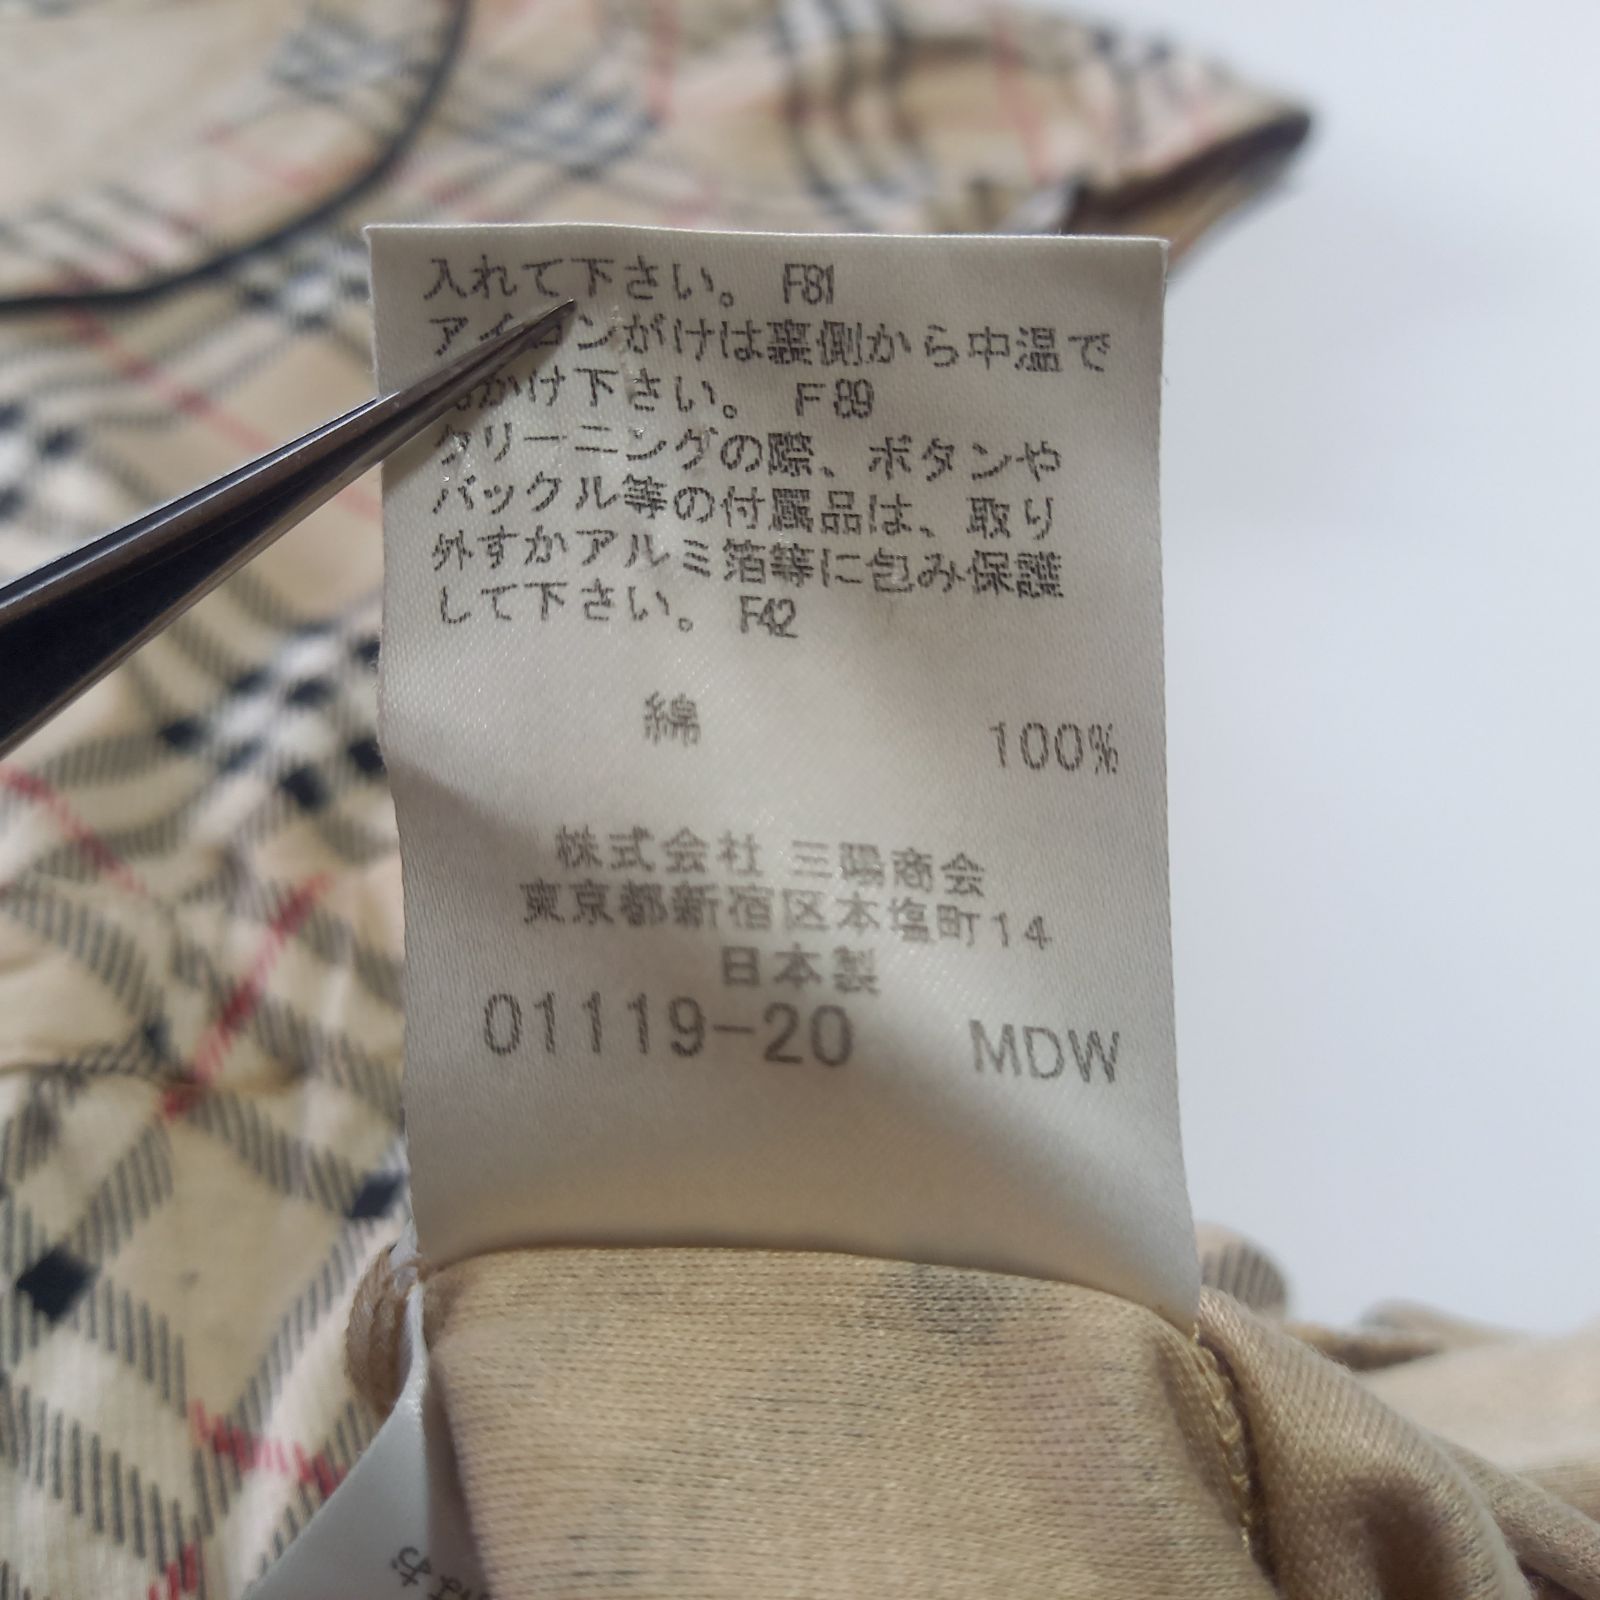 入れて下さい。 F81
アイロンがけは裏側から中温で
おかけ下さい。 F89
クリーニングの際、ボタンや
バックル等の付属品は、取り
外すかアルミ箔等に包み保護
して下さい。 F42
綿 100%
株式会社 三陽商会
東京都新宿区本塩町14
日本製
01119-20 MDW